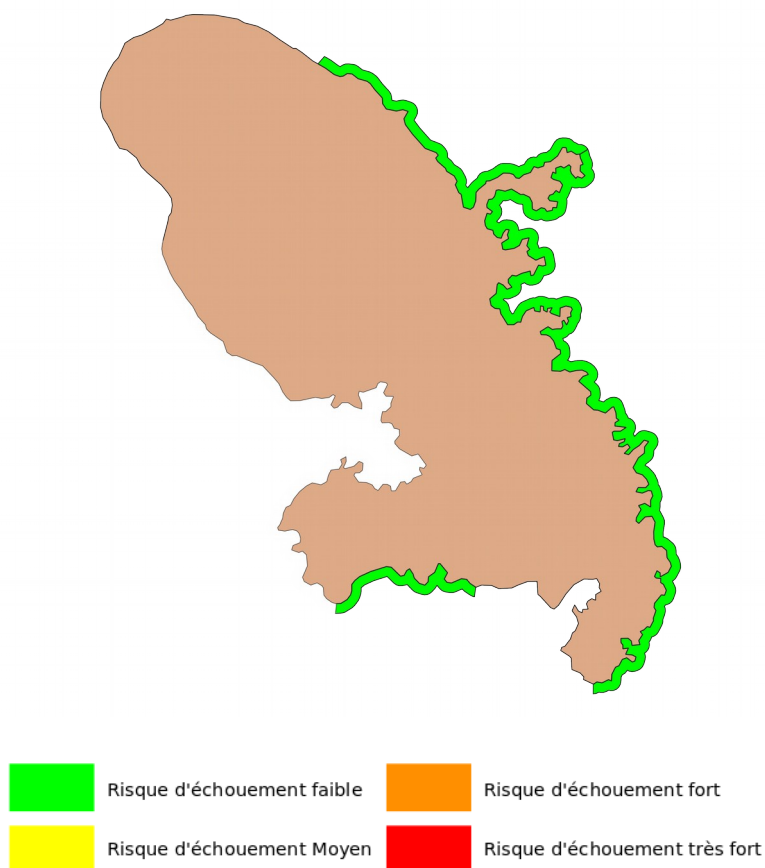 Risque d'échouement faible
Risque d'échouement fort
Risque d'échouement Moyen
Risque d'échouement très fort